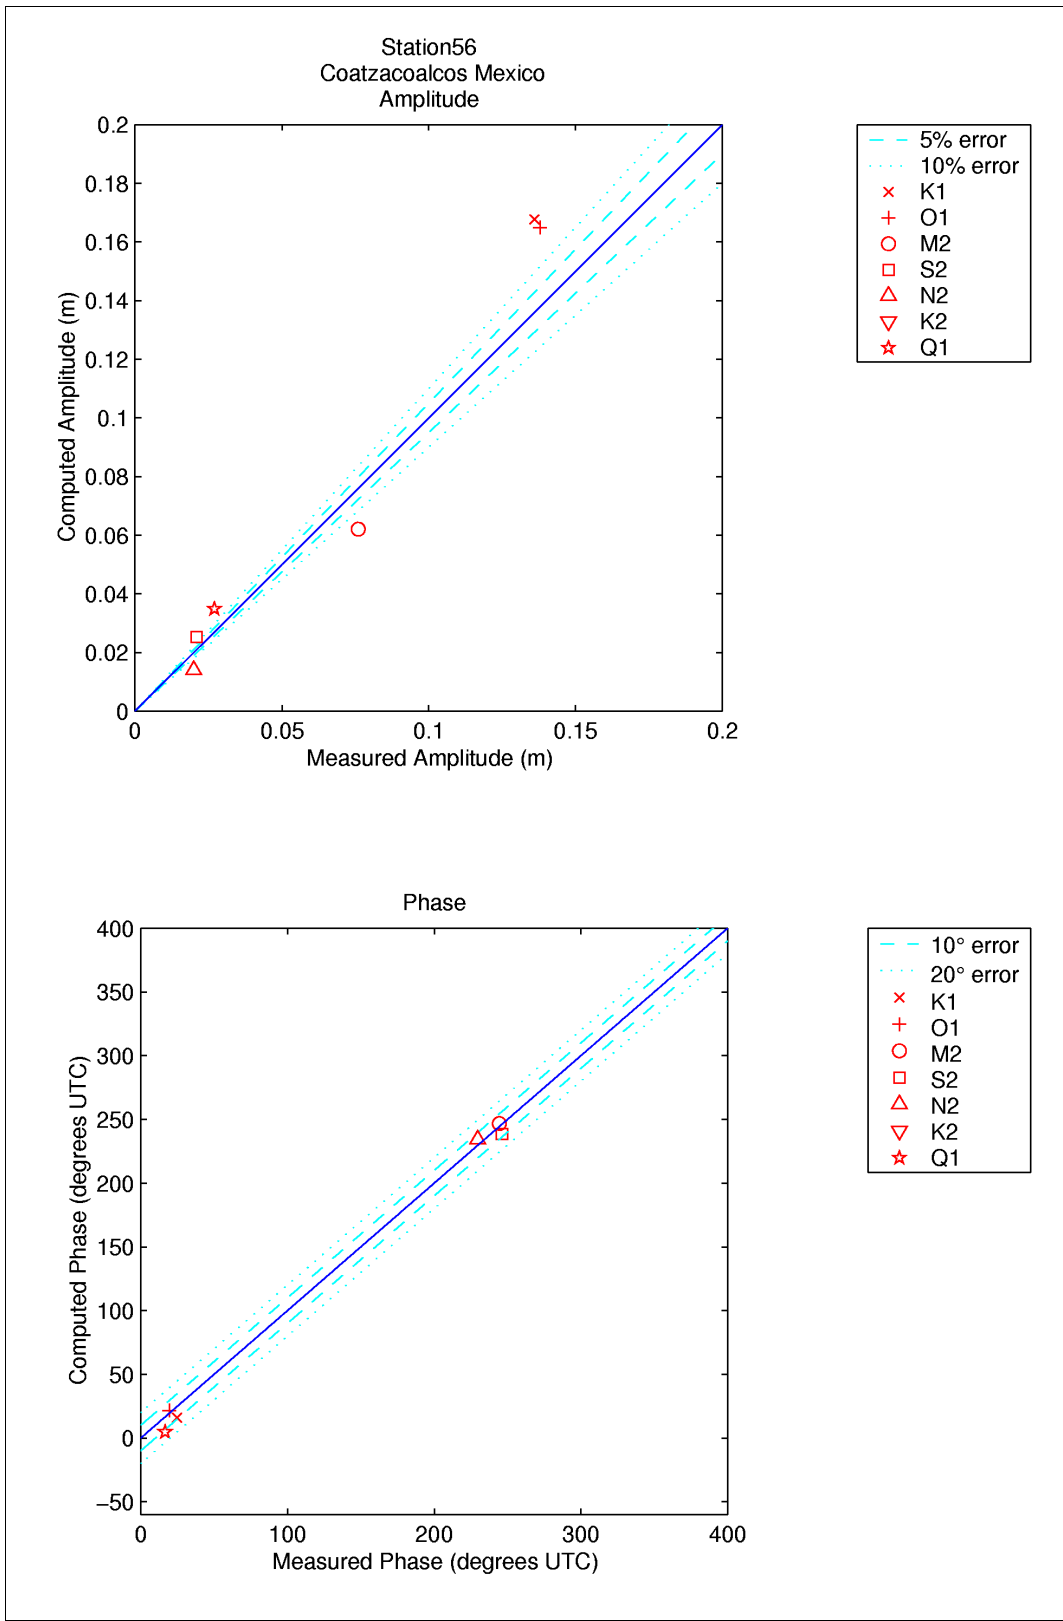 Station56
Coatzacoalcos Mexico
Amplitude
0.2
0.18
0.16
0.14
0.12
0.1
0.08
0.06
0.04
0.02
0
0 0.05 0.1 0.15 0.2
Computed Amplitude (m)
Measured Amplitude (m)
5% error
10% error
K1
O1
M2
S2
N2
K2
Q1
Phase
400
350
300
250
200
150
100
50
0
−50
0 100 200 300 400
Computed Phase (degrees UTC)
Measured Phase (degrees UTC)
10° error
20° error
K1
O1
M2
S2
N2
K2
Q1